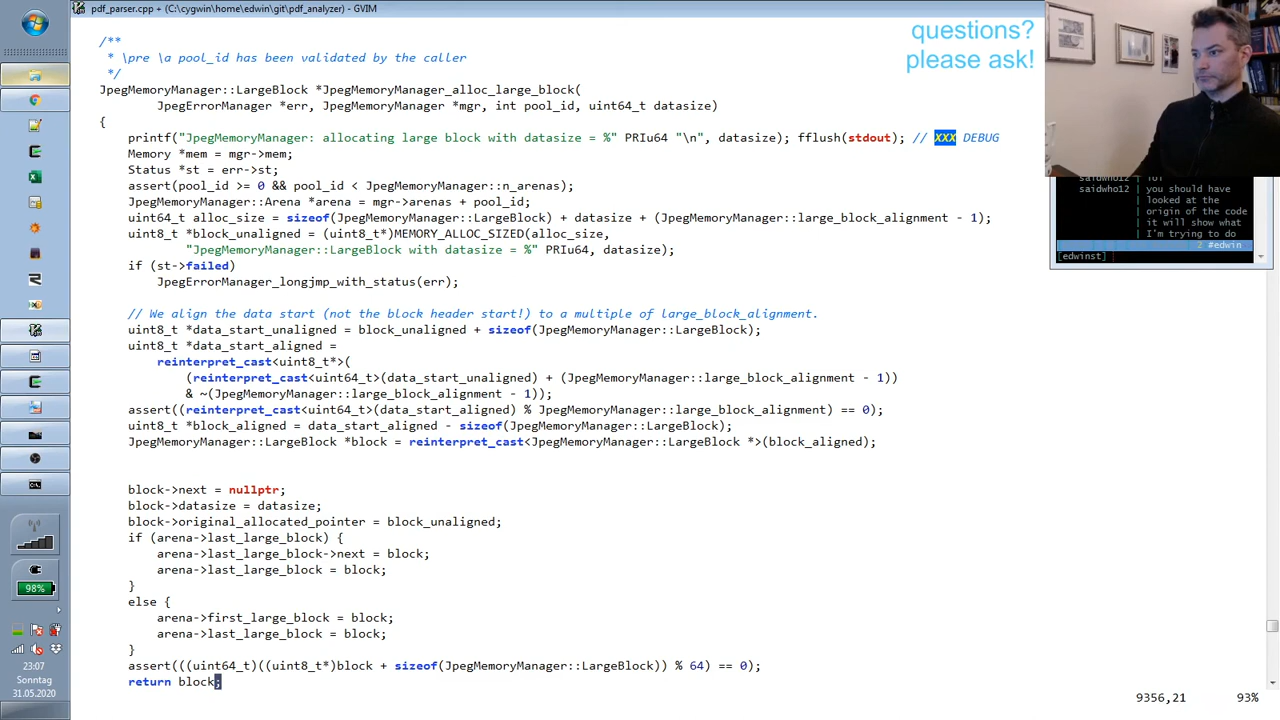 pdf_parser.cpp + (C:\cygwin\home\edwin\git\pdf_analyzer) - GVIM
questions?
please ask!
/**
 * \pre \a pool_id has been validated by the caller
 */
JpegMemoryManager::LargeBlock *JpegMemoryManager_alloc_large_block(
        JpegErrorManager *err, JpegMemoryManager *mgr, int pool_id, uint64_t datasize)
{
    printf("JpegMemoryManager: allocating large block with datasize = %" PRIu64 "\n", datasize); fflush(stdout); // XXX DEBUG
    Memory *mem = mgr->mem;
    Status *st = err->st;
    assert(pool_id >= 0 && pool_id < JpegMemoryManager::n_arenas);
    JpegMemoryManager::Arena *arena = mgr->arenas + pool_id;
    uint64_t alloc_size = sizeof(JpegMemoryManager::LargeBlock) + datasize + (JpegMemoryManager::large_block_alignment - 1);
    uint8_t *block_unaligned = (uint8_t*)MEMORY_ALLOC_SIZED(alloc_size,
            "JpegMemoryManager::LargeBlock with datasize = %" PRIu64, datasize);
    if (st->failed)
        JpegErrorManager_longjmp_with_status(err);
    // We align the data start (not the block header start!) to a multiple of large_block_alignment.
    uint8_t *data_start_unaligned = block_unaligned + sizeof(JpegMemoryManager::LargeBlock);
    uint8_t *data_start_aligned =
        reinterpret_cast<uint8_t*>(
            (reinterpret_cast<uint64_t>(data_start_unaligned) + (JpegMemoryManager::large_block_alignment - 1))
            & ~(JpegMemoryManager::large_block_alignment - 1));
    assert((reinterpret_cast<uint64_t>(data_start_aligned) % JpegMemoryManager::large_block_alignment) == 0);
    uint8_t *block_aligned = data_start_aligned - sizeof(JpegMemoryManager::LargeBlock);
    JpegMemoryManager::LargeBlock *block = reinterpret_cast<JpegMemoryManager::LargeBlock *>(block_aligned);
    block->next = nullptr;
    block->datasize = datasize;
    block->original_allocated_pointer = block_unaligned;
    if (arena->last_large_block) {
        arena->last_large_block->next = block;
        arena->last_large_block = block;
    }
    else {
        arena->first_large_block = block;
        arena->last_large_block = block;
    }
    assert(((uint64_t)((uint8_t*)block + sizeof(JpegMemoryManager::LargeBlock)) % 64) == 0);
    return block;
9356,21 93%
saidwho12 | lol
saidwho12 | you should have
| looked at the
| origin of the code
| it will show what
| I'm trying to do
2 #edwin
[edwinst]
98%
23:07
Sonntag
31.05.2020